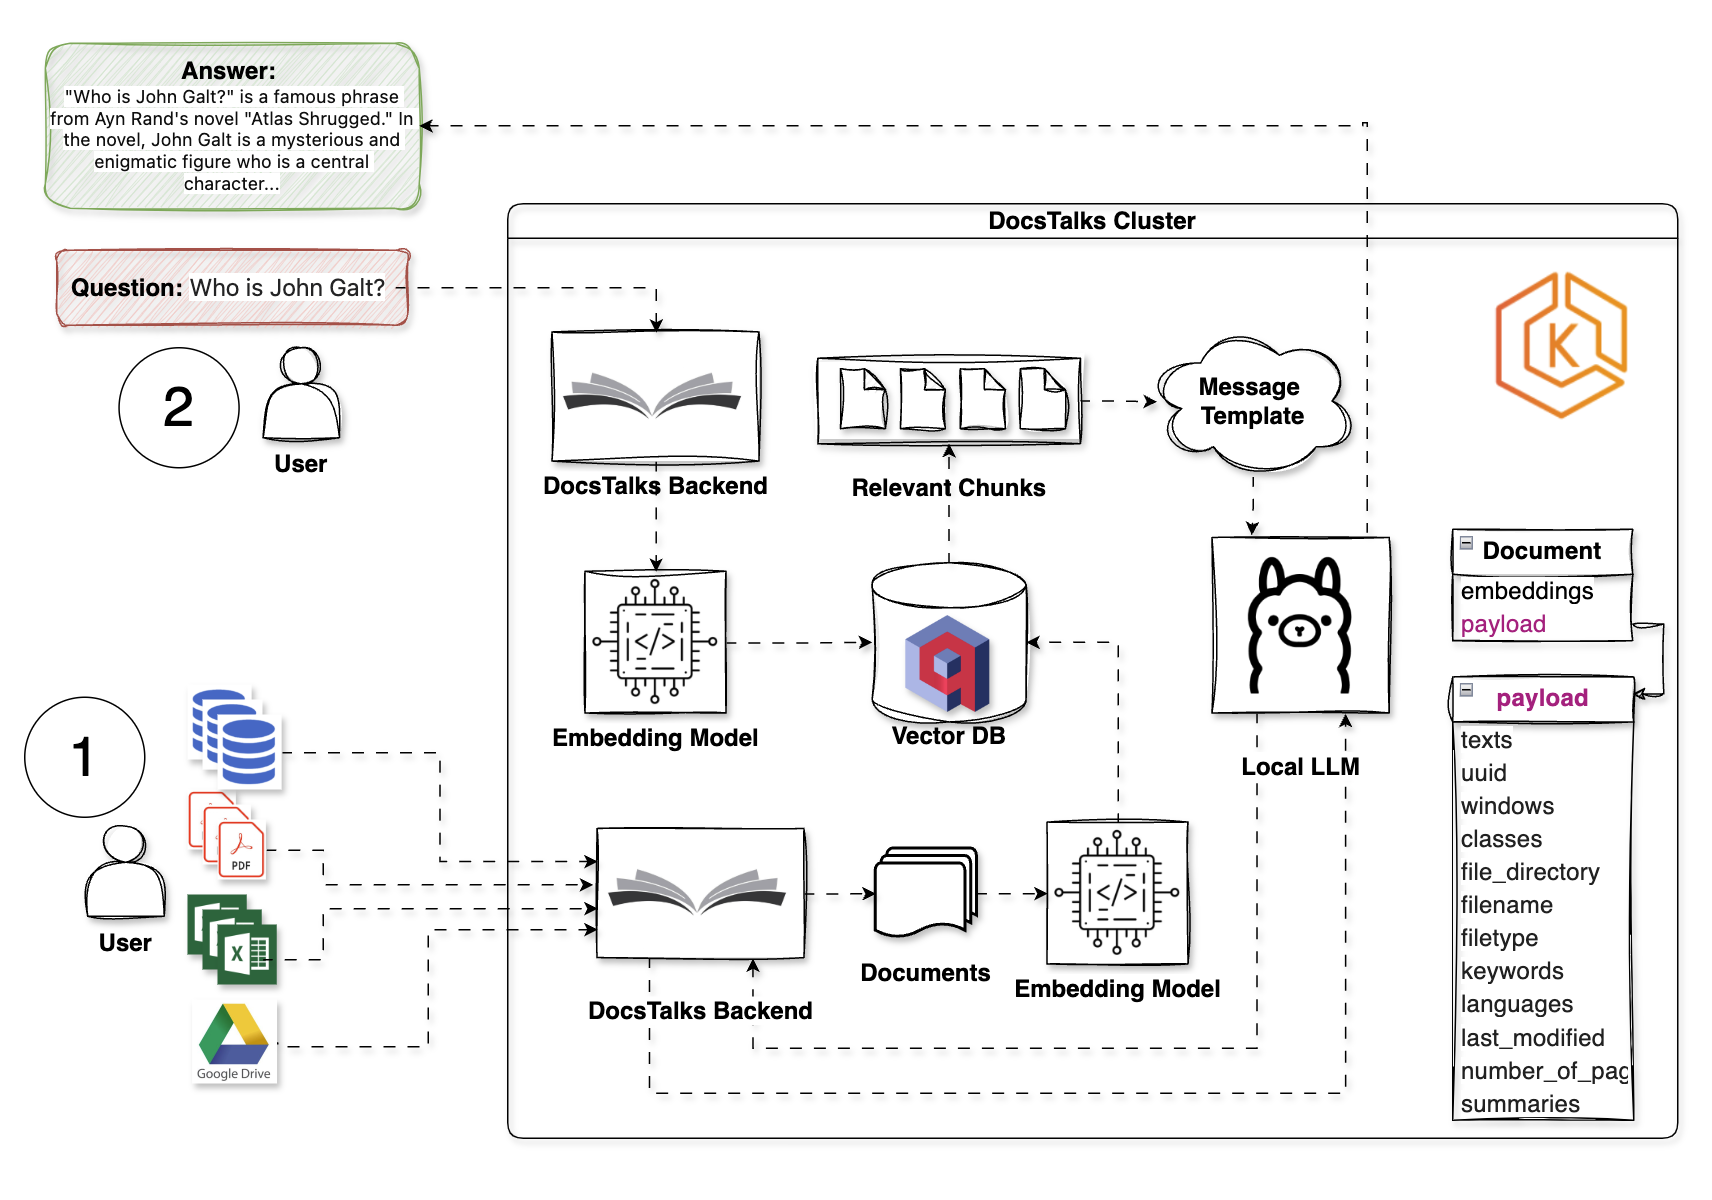 Answer:
"Who is John Galt?" is a famous phrase
from Ayn Rand's novel "Atlas Shrugged." In
the novel, John Galt is a mysterious and
enigmatic figure who is a central
character...
Question: Who is John Galt?
2
User
DocsTalks Cluster
K
DocsTalks Backend
Relevant Chunks
Message
Template
</>
Embedding Model
Vector DB
Local LLM
Document
embeddings
payload
payload
texts
uuid
windows
classes
file_directory
filename
filetype
keywords
languages
last_modified
number_of_pag
summaries
1
User
PDF
X
Google Drive
DocsTalks Backend
Documents
</>
Embedding Model